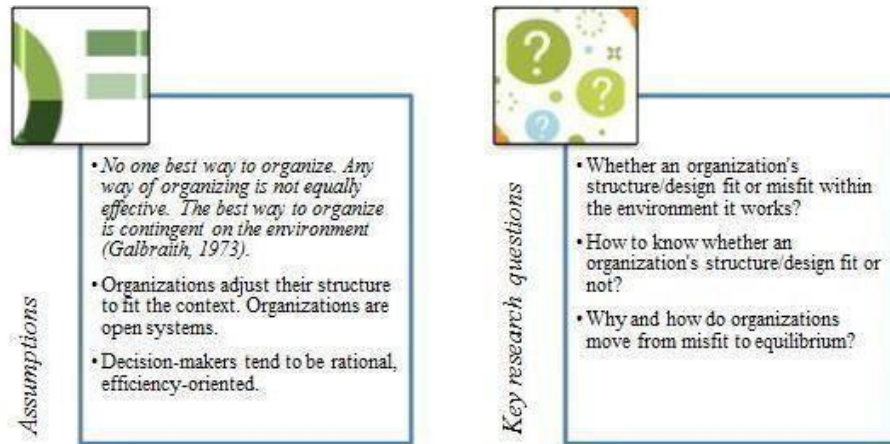 Assumptions
•No one best way to organize. Any
way of organizing is not equally
effective. The best way to organize
is contingent on the environment
(Galbraith, 1973).
•Organizations adjust their structure
to fit the context. Organizations are
open systems.
•Decision-makers tend to be rational,
efficiency-oriented.
Key research questions
? ? ?
•Whether an organization's
structure/design fit or misfit within
the environment it works?
•How to know whether an
organization's structure/design fit or
not?
•Why and how do organizations
move from misfit to equilibrium?